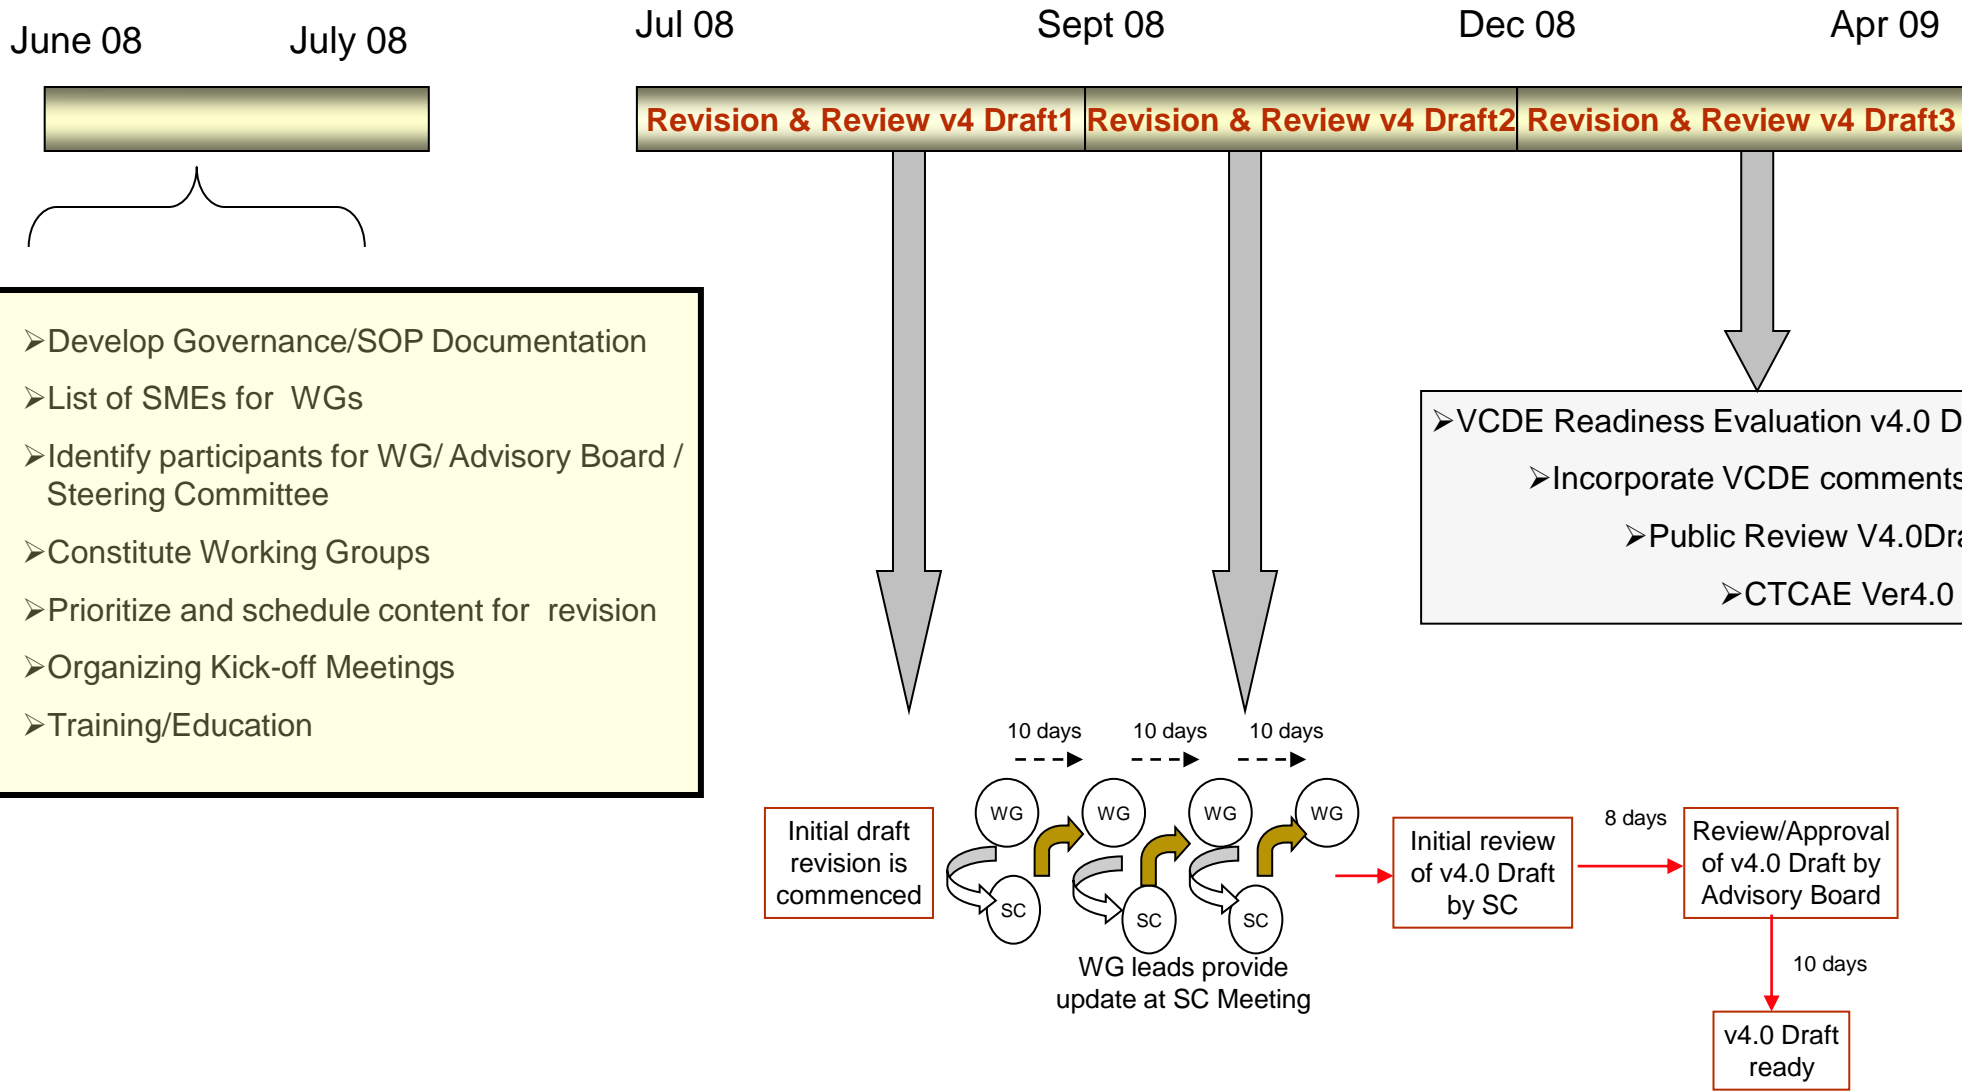 June 08
July 08
Jul 08
Sept 08
Dec 08
Apr 09
Revision & Review v4 Draft1
Revision & Review v4 Draft2
Revision & Review v4 Draft3
➢Develop Governance/SOP Documentation
➢List of SMEs for WGs
➢Identify participants for WG/ Advisory Board /
Steering Committee
➢Constitute Working Groups
➢Prioritize and schedule content for revision
➢Organizing Kick-off Meetings
➢Training/Education
➢VCDE Readiness Evaluation v4.0 D
➢Incorporate VCDE comments
➢Public Review V4.0Dra
➢CTCAE Ver4.0
10 days
10 days
10 days
WG
WG
WG
WG
SC
SC
SC
Initial draft
revision is
commenced
WG leads provide
update at SC Meeting
Initial review
of v4.0 Draft
by SC
8 days
Review/Approval
of v4.0 Draft by
Advisory Board
10 days
v4.0 Draft
ready